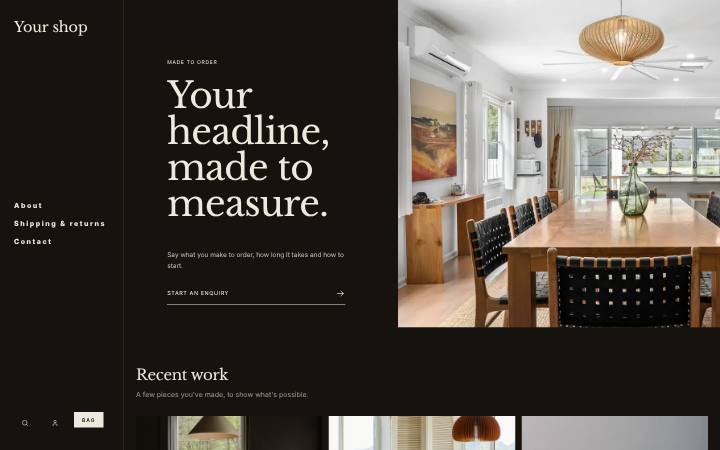 Your shop
About
Shipping & returns
Contact
BAG
MADE TO ORDER
Your
headline,
made to
measure.
Say what you make to order, how long it takes and how to
start.
START AN ENQUIRY
Recent work
A few pieces you've made, to show what's possible.